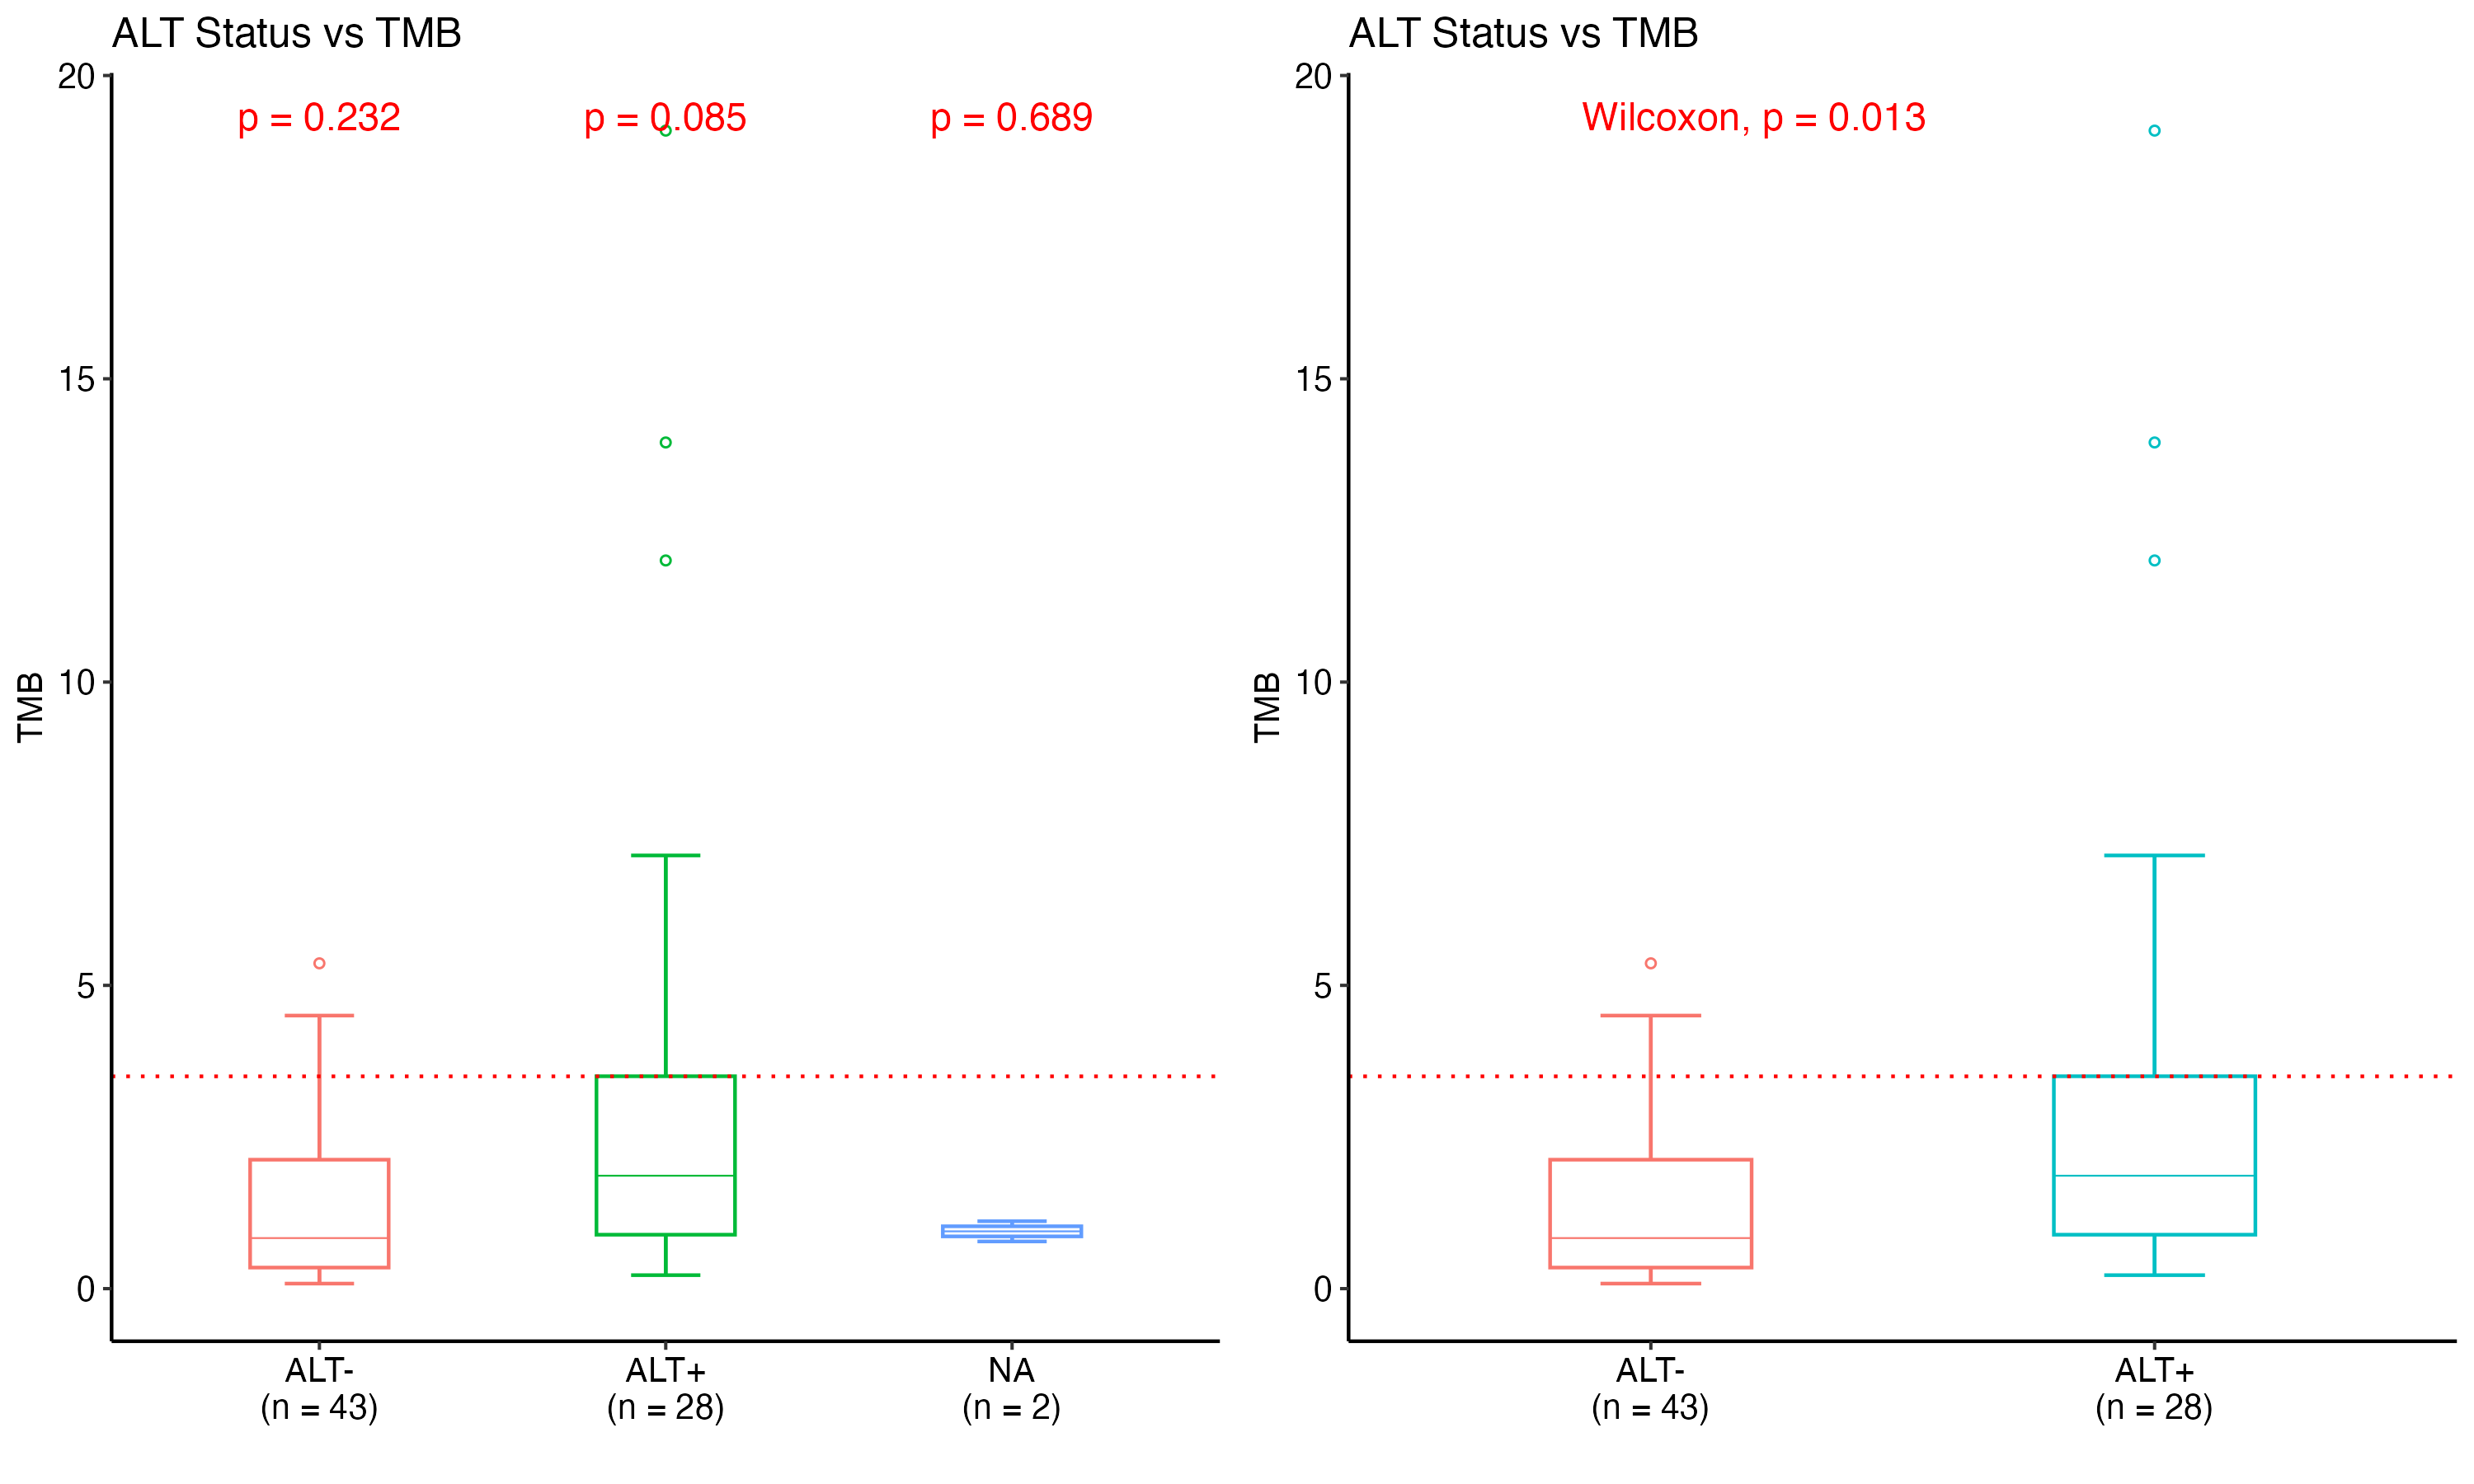 ALT Status vs TMB
20
p = 0.232
p = 0.085
p = 0.689
15
10
5
0
TMB
ALT-
(n = 43)
ALT+
(n = 28)
NA
(n = 2)
ALT Status vs TMB
20
Wilcoxon, p = 0.013
15
10
5
0
TMB
ALT-
(n = 43)
ALT+
(n = 28)